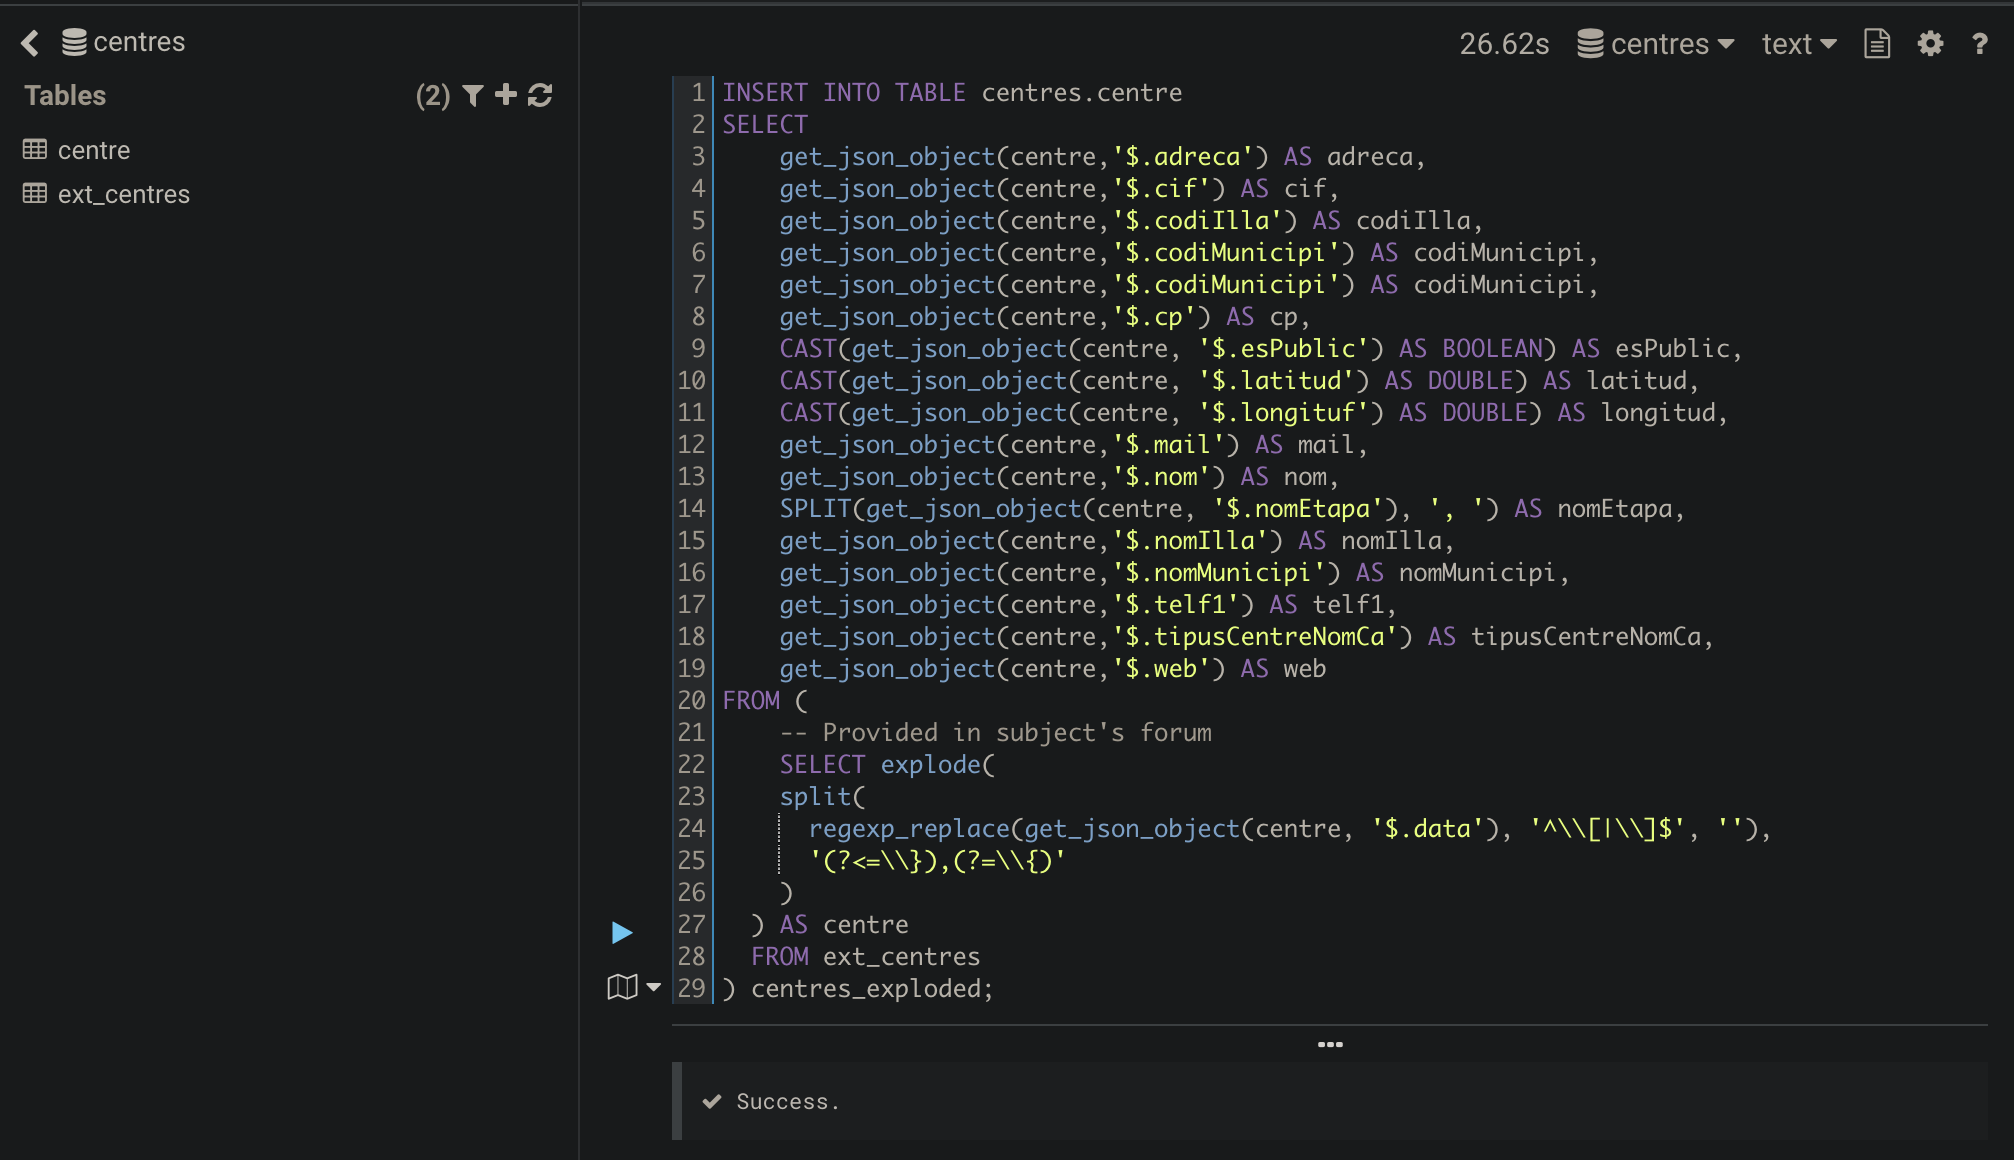 centres
Tables (2)
centre
ext_centres
26.62s centres text ?
1 INSERT INTO TABLE centres.centre
2 SELECT
3 get_json_object(centre,'$.adreca') AS adreca,
4 get_json_object(centre,'$.cif') AS cif,
5 get_json_object(centre,'$.codiIlla') AS codiIlla,
6 get_json_object(centre,'$.codiMunicipi') AS codiMunicipi,
7 get_json_object(centre,'$.codiMunicipi') AS codiMunicipi,
8 get_json_object(centre,'$.cp') AS cp,
9 CAST(get_json_object(centre, '$.esPublic') AS BOOLEAN) AS esPublic,
10 CAST(get_json_object(centre, '$.latitud') AS DOUBLE) AS latitud,
11 CAST(get_json_object(centre, '$.longituf') AS DOUBLE) AS longitud,
12 get_json_object(centre,'$.mail') AS mail,
13 get_json_object(centre,'$.nom') AS nom,
14 SPLIT(get_json_object(centre, '$.nomEtapa'), ', ') AS nomEtapa,
15 get_json_object(centre,'$.nomIlla') AS nomIlla,
16 get_json_object(centre,'$.nomMunicipi') AS nomMunicipi,
17 get_json_object(centre,'$.telf1') AS telf1,
18 get_json_object(centre,'$.tipusCentreNomCa') AS tipusCentreNomCa,
19 get_json_object(centre,'$.web') AS web
20 FROM (
21 -- Provided in subject's forum
22 SELECT explode(
23 split(
24 regexp_replace(get_json_object(centre, '$.data'), '^\\[|\\]$', ''),
25 '(?<=\\}),(?=\\{)'
26 )
27 ) AS centre
28 FROM ext_centres
29 ) centres_exploded;
Success.